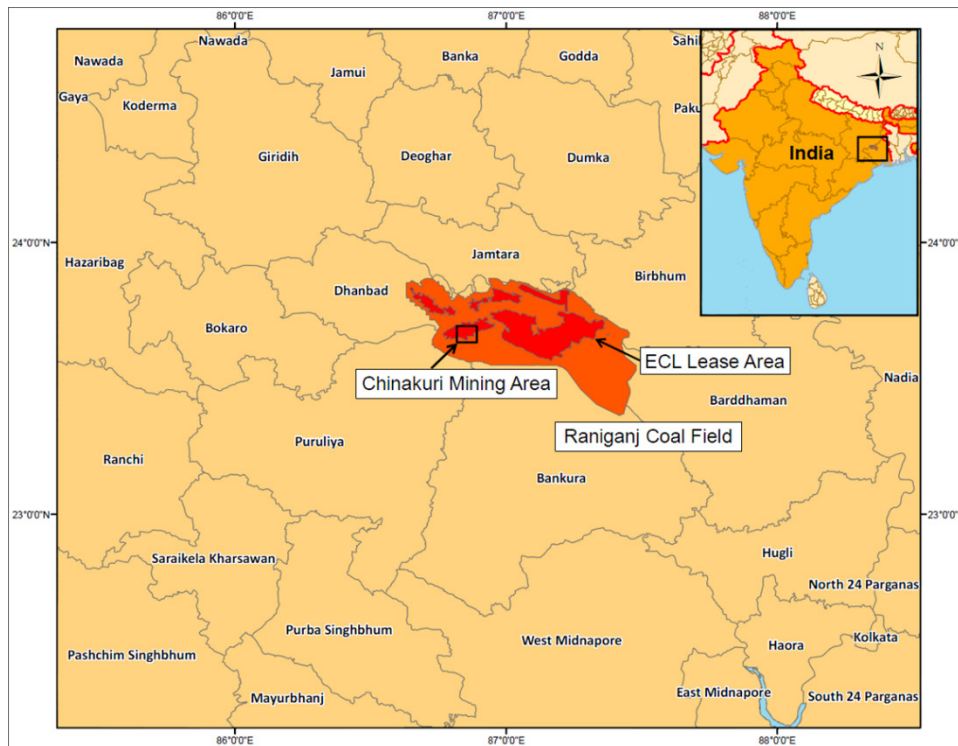 86°0'0"E
87°0'0"E
88°0'0"E
Nawada
Nawada
Banka
Godda
Jamui
Gaya
Koderma
Giridih
Deoghar
Dumka
N
India
24°0'0"N
24°0'0"N
Hazaribag
Jamtara
Birbhum
Dhanbad
Bokaro
ECL Lease Area
Chinakuri Mining Area
Nadia
Barddhaman
Raniganj Coal Field
Puruliya
Ranchi
Bankura
23°0'0"N
23°0'0"N
Saraikela Kharsawan
Hugli
North 24 Parganas
Purba Singhbhum
West Midnapore
Haora
Kolkata
Pashchim Singhbhum
Mayurbhanj
East Midnapore
South 24 Parganas
86°0'0"E
87°0'0"E
88°0'0"E